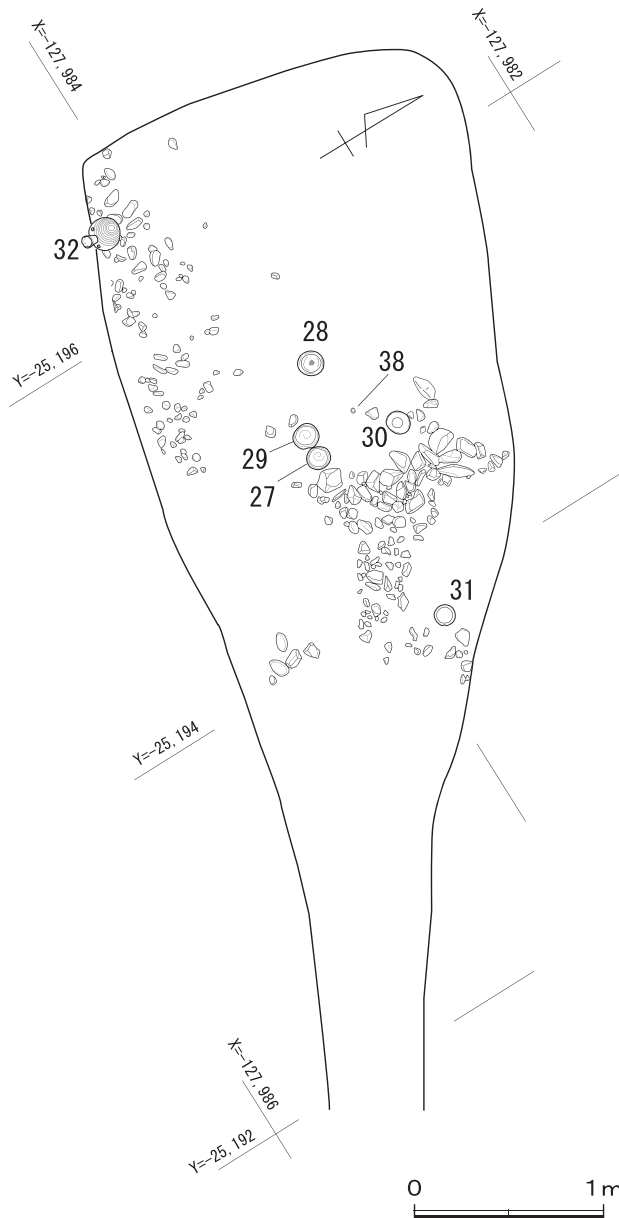 X=-127,984
X=-127,982
32
Y=-25,196
28
38
30
29
27
31
Y=-25,194
X=-127,986
Y=-25,192
0 1m